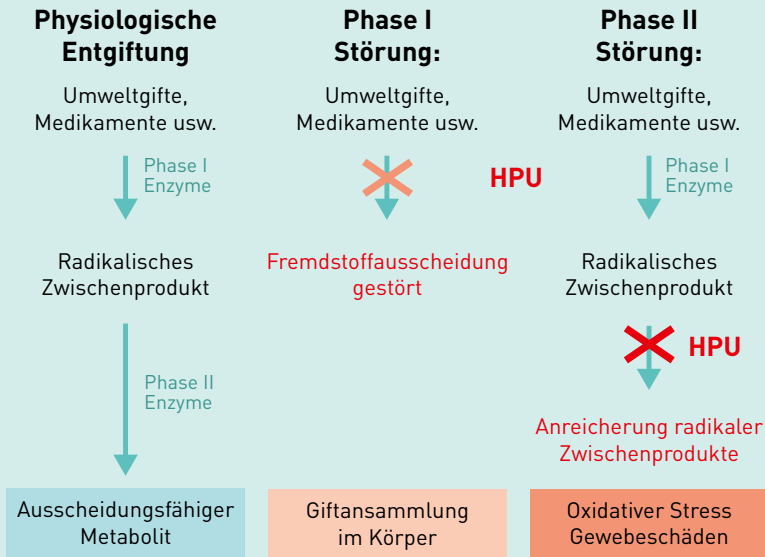 Physiologische
Entgiftung
Umweltgifte,
Medikamente usw.
Phase I
Enzyme
Radikalisches
Zwischenprodukt
Phase II
Enzyme
Ausscheidungsfähiger
Metabolit
Phase I
Störung:
Umweltgifte,
Medikamente usw.
HPU
Fremdstoffausscheidung
gestört
Giftansammlung
im Körper
Phase II
Störung:
Umweltgifte,
Medikamente usw.
Phase I
Enzyme
Radikalisches
Zwischenprodukt
HPU
Anreicherung radikaler
Zwischenprodukte
Oxidativer Stress
Gewebeschäden